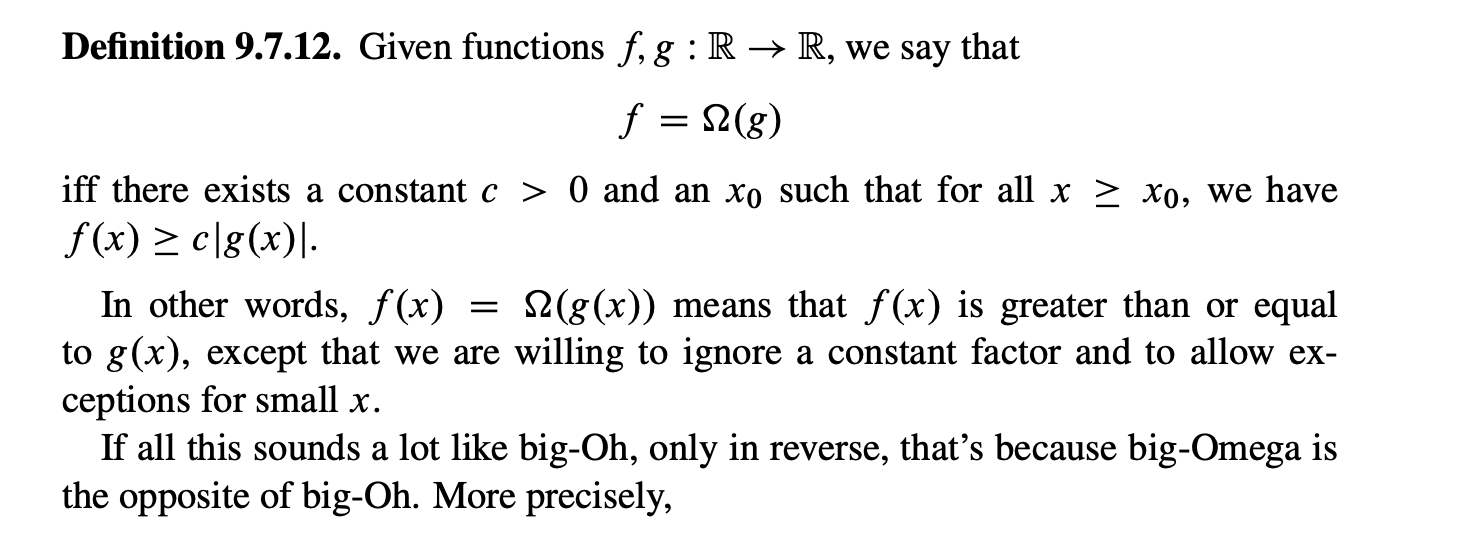 Definition 9.7.12. Given functions f, g : ℝ → ℝ, we say that
f = Ω(g)
iff there exists a constant c > 0 and an x₀ such that for all x ≥ x₀, we have
f(x) ≥ c|g(x)|.
In other words, f(x) = Ω(g(x)) means that f(x) is greater than or equal
to g(x), except that we are willing to ignore a constant factor and to allow ex-
ceptions for small x.
If all this sounds a lot like big-Oh, only in reverse, that’s because big-Omega is
the opposite of big-Oh. More precisely,